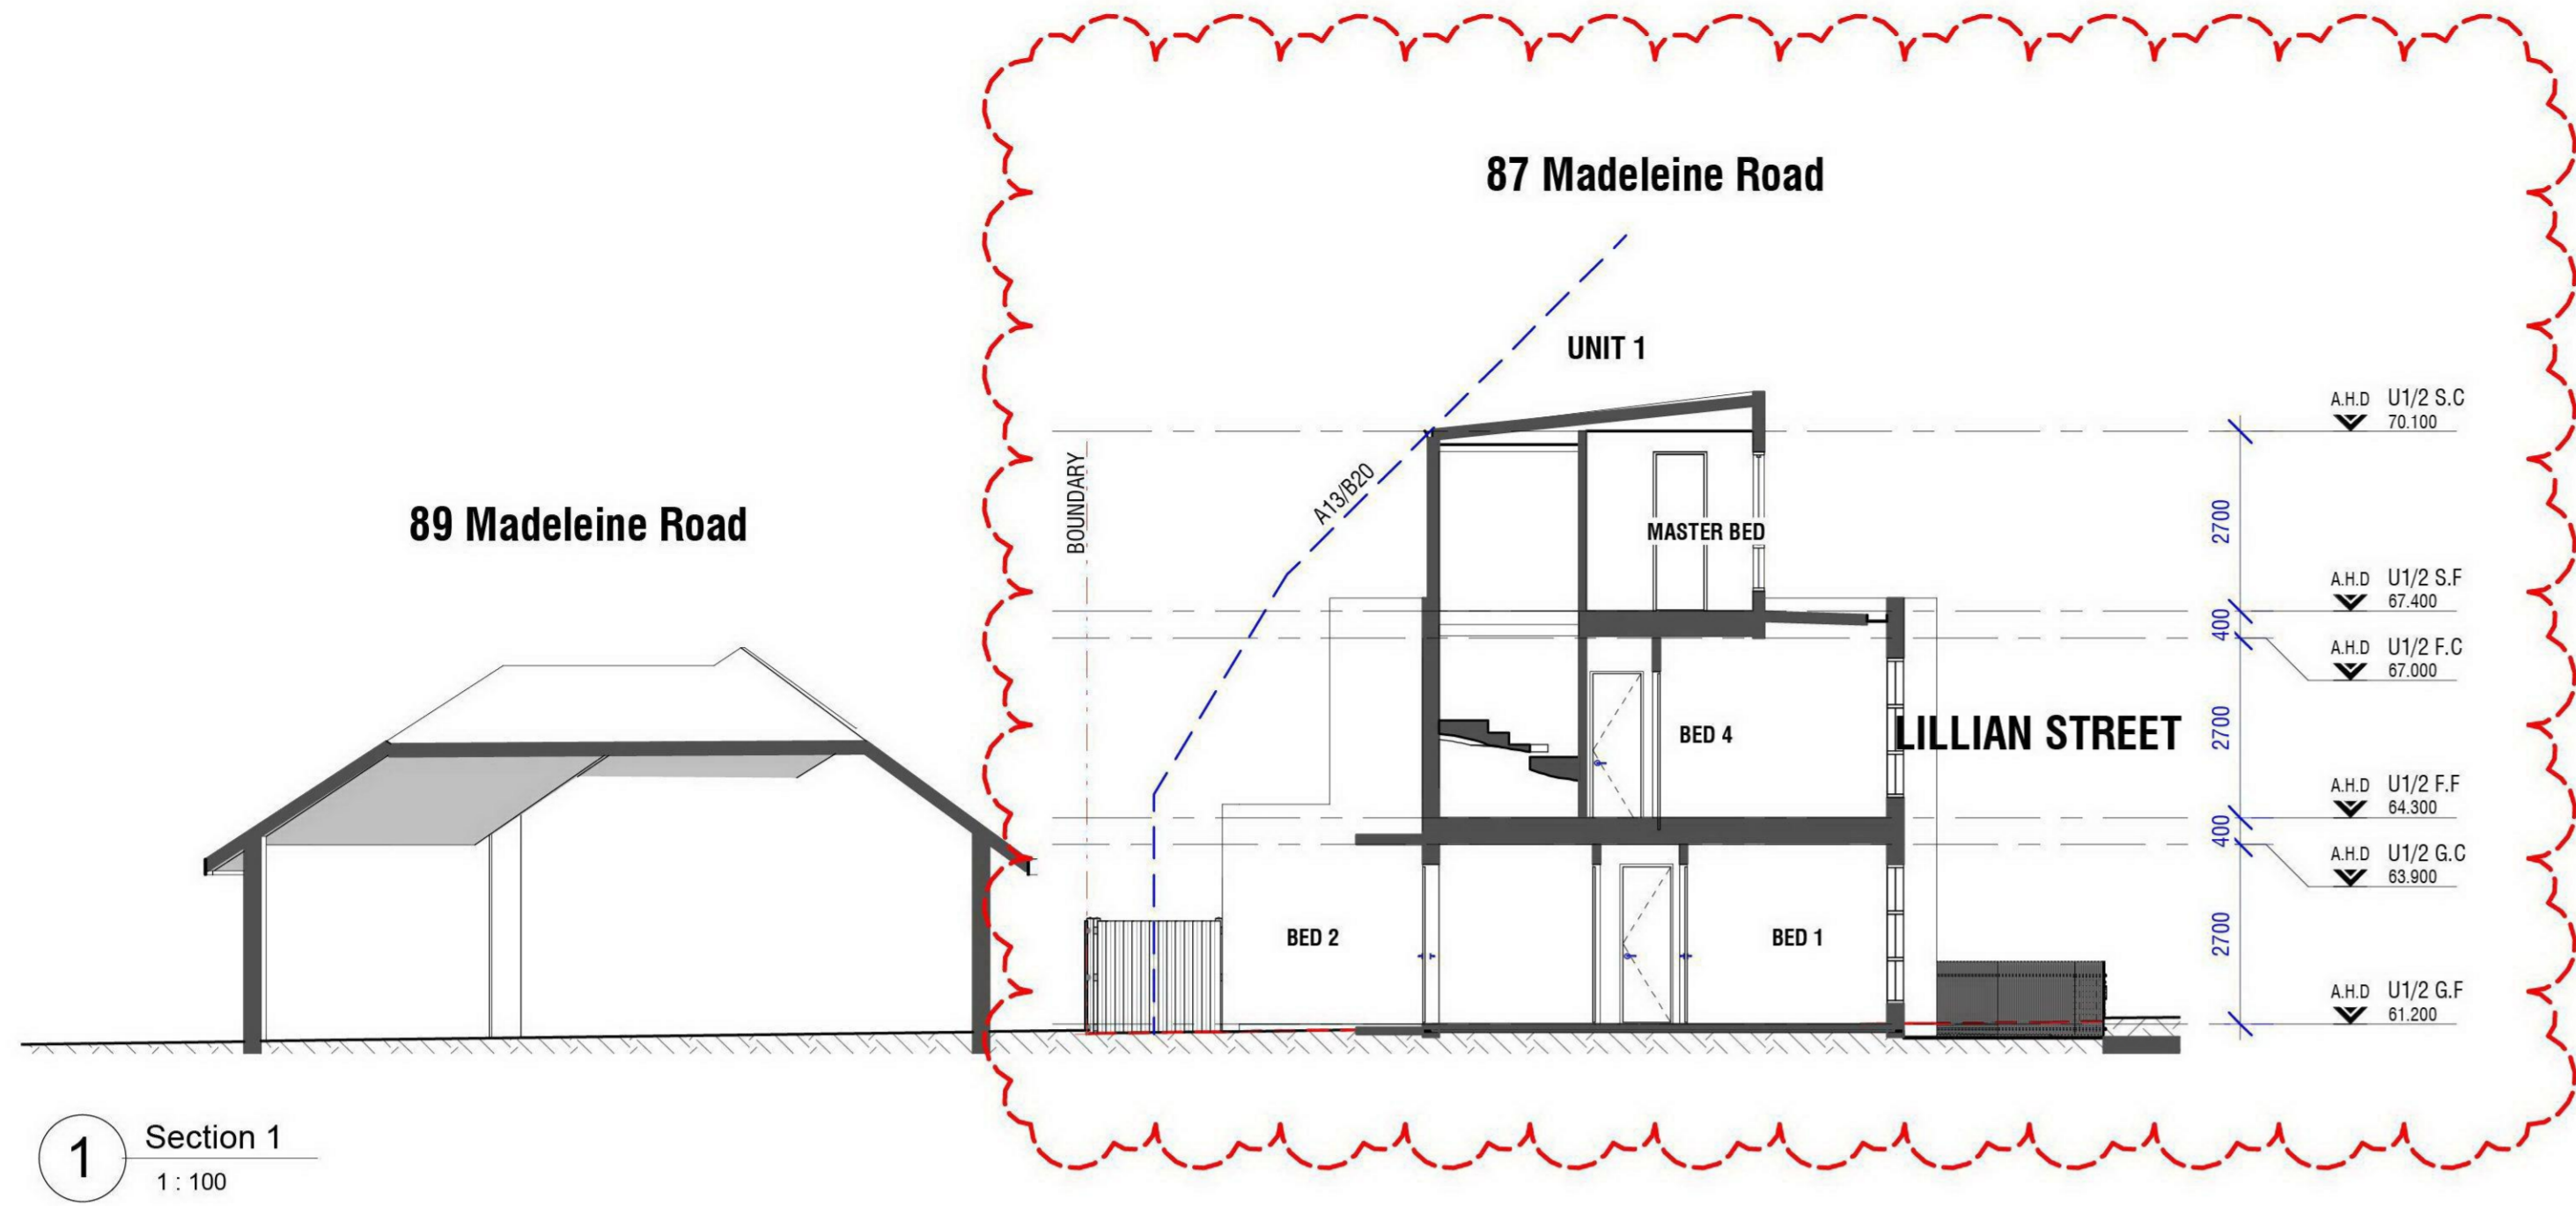 87 Madeleine Road
UNIT 1
A.H.D U1/2 S.C
70.100
BOUNDARY
A13/B20
89 Madeleine Road
MASTER BED
2700
A.H.D U1/2 S.F
67.400
400
A.H.D U1/2 F.C
67.000
BED 4
LILLIAN STREET
2700
A.H.D U1/2 F.F
64.300
400
A.H.D U1/2 G.C
63.900
BED 2
BED 1
2700
A.H.D U1/2 G.F
61.200
1
Section 1
1 : 100